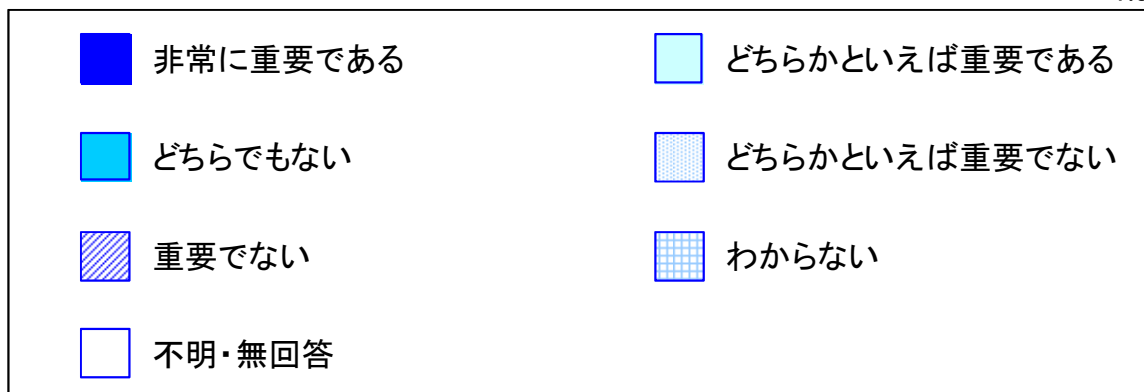 非常に重要である
どちらかといえば重要である
どちらでもない
どちらかといえば重要でない
重要でない
わからない
不明・無回答